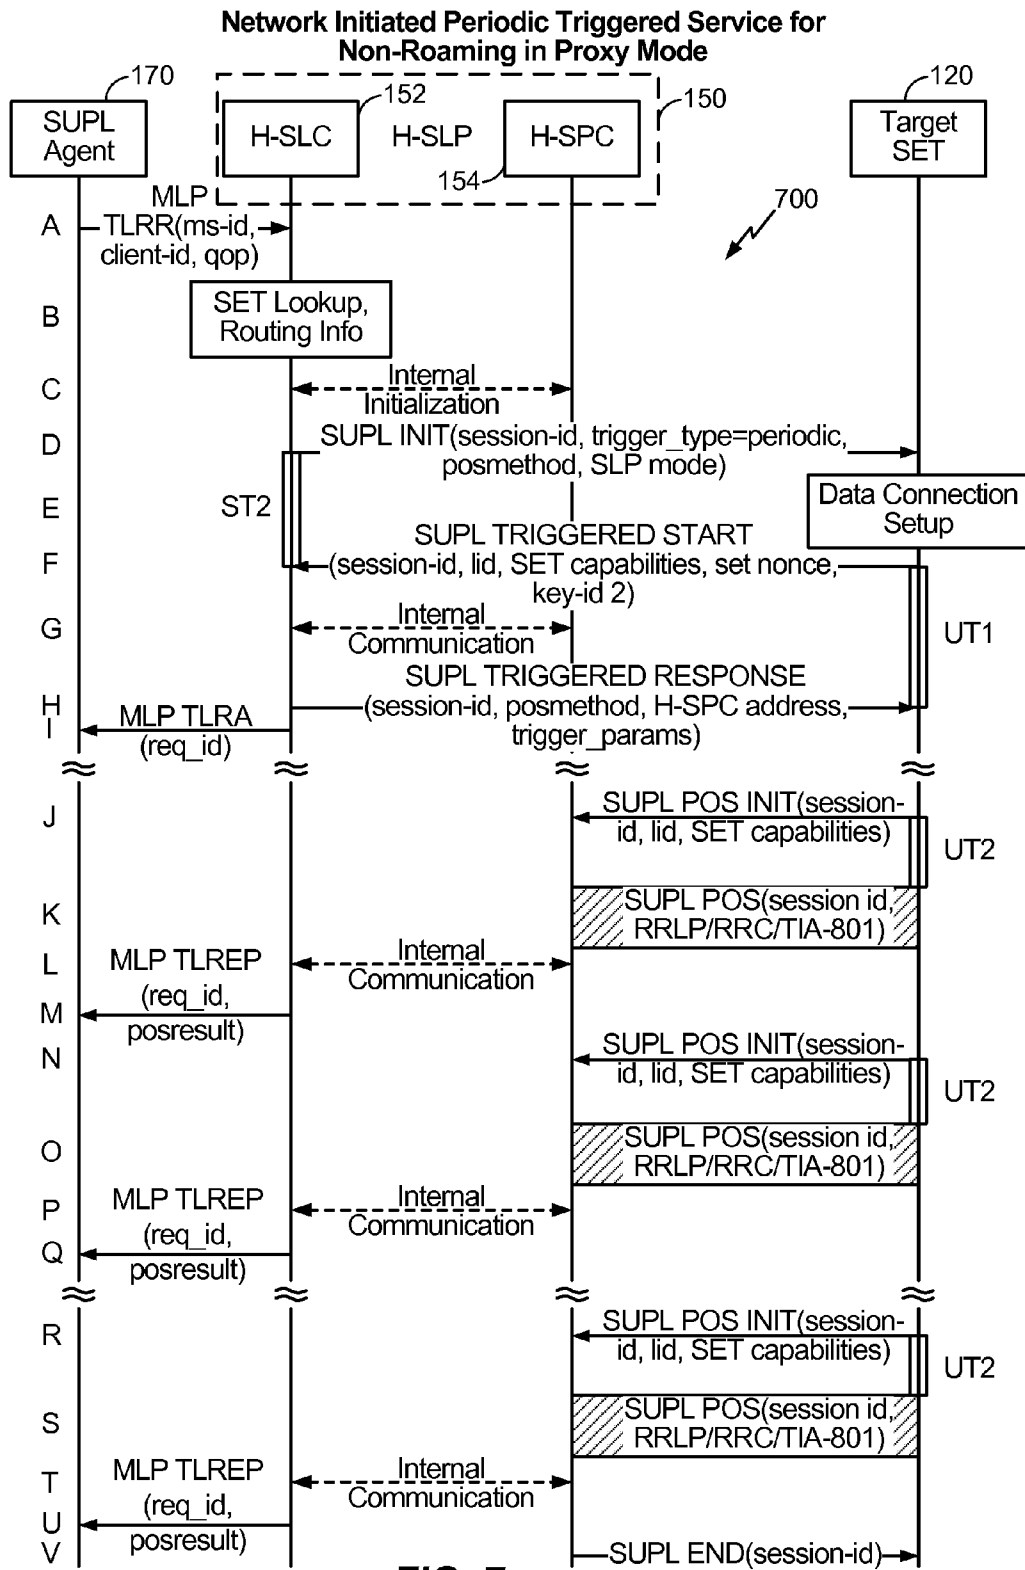 Network Initiated Periodic Triggered Service for
Non-Roaming in Proxy Mode
170
152
150
120
SUPL
Agent
H-SLC
H-SLP
H-SPC
Target
SET
154
700
A
MLP
TLRR(ms-id,
client-id, qop)
B
SET Lookup,
Routing Info
C
Internal
Initialization
D
SUPL INIT(session-id, trigger_type=periodic,
posmethod, SLP mode)
E
ST2
Data Connection
Setup
F
SUPL TRIGGERED START
(session-id, lid, SET capabilities, set nonce,
key-id 2)
G
Internal
Communication
UT1
H
SUPL TRIGGERED RESPONSE
(session-id, posmethod, H-SPC address,
trigger_params)
I
MLP TLRA
(req_id)
J
SUPL POS INIT(session-
id, lid, SET capabilities)
UT2
K
SUPL POS(session id,
RRLP/RRC/TIA-801)
L
Internal
Communication
M
MLP TLREP
(req_id,
posresult)
N
SUPL POS INIT(session-
id, lid, SET capabilities)
UT2
O
SUPL POS(session id,
RRLP/RRC/TIA-801)
P
Internal
Communication
Q
MLP TLREP
(req_id,
posresult)
R
SUPL POS INIT(session-
id, lid, SET capabilities)
UT2
S
SUPL POS(session id,
RRLP/RRC/TIA-801)
T
Internal
Communication
U
MLP TLREP
(req_id,
posresult)
V
SUPL END(session-id)